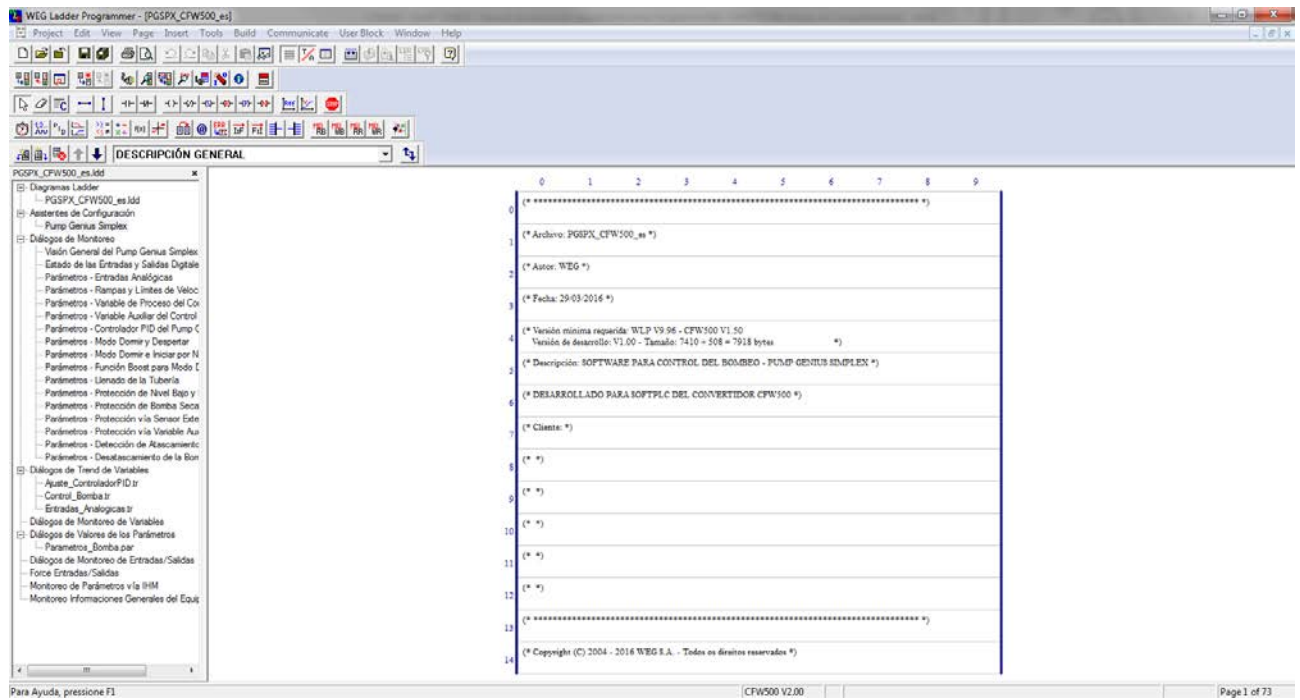 WEG Ladder Programmer - [PGSPX_CFW500_es]
Project Edit View Page Insert Tools Build Communicate User Block Window Help
DESCRIPCIÓN GENERAL
PGSPX_CFW500_es.ldd
Diagramas Ladder
PGSPX_CFW500_es.ldd
Asistentes de Configuración
Pump Genius Simplex
Diálogos de Monitoreo
Visión General del Pump Genius Simplex
Estado de las Entradas y Salidas Digitale
Parámetros - Entradas Analógicas
Parámetros - Rampas y Límites de Veloc
Parámetros - Variable de Proceso del Co
Parámetros - Variable Auxiliar del Control
Parámetros - Controlador PID del Pump G
Parámetros - Modo Dormir y Despertar
Parámetros - Modo Dormir e Iniciar por N
Parámetros - Función Boost para Modo D
Parámetros - Llenado de la Tubería
Parámetros - Protección de Nivel Bajo y
Parámetros - Protección de Bomba Seca
Parámetros - Protección vía Sensor Exte
Parámetros - Protección vía Variable Aux
Parámetros - Detección de Atascamiento
Parámetros - Desatascamiento de la Bom
Diálogos de Trend de Variables
Ajuste_ControladorPID.tr
Control_Bomba.tr
Entradas_Analogicas.tr
Diálogos de Monitoreo de Variables
Diálogos de Valores de los Parámetros
Parametros_Bomba.par
Diálogos de Monitoreo de Entradas/Salidas
Force Entradas/Salidas
Monitoreo de Parámetros vía IHM
Monitoreo Informaciones Generales del Equip
0 1 2 3 4 5 6 7 8 9
0 (* ************************************************************************************ *)
1 (* Archivo: PGSPX_CFW500_es *)
2 (* Autor: WEG *)
3 (* Fecha: 29/03/2016 *)
4 (* Versión mínima requerida: WLP V9.96 - CFW500 V1.50
Versión de desarrollo: V1.00 - Tamaño: 7410 + 508 = 7918 bytes *)
5 (* Descripción: SOFTWARE PARA CONTROL DEL BOMBEO - PUMP GENIUS SIMPLEX *)
6 (* DESARROLLADO PARA SOFTPLC DEL CONVERTIDOR CFW500 *)
7 (* Cliente: *)
8 (* *)
9 (* *)
10 (* *)
11 (* *)
12 (* *)
13 (* ************************************************************************************ *)
14 (* Copyright (C) 2004 - 2016 WEG S.A. - Todos os direitos reservados *)
Para Ayuda, pressione F1
CFW500 V2.00
Page 1 of 73